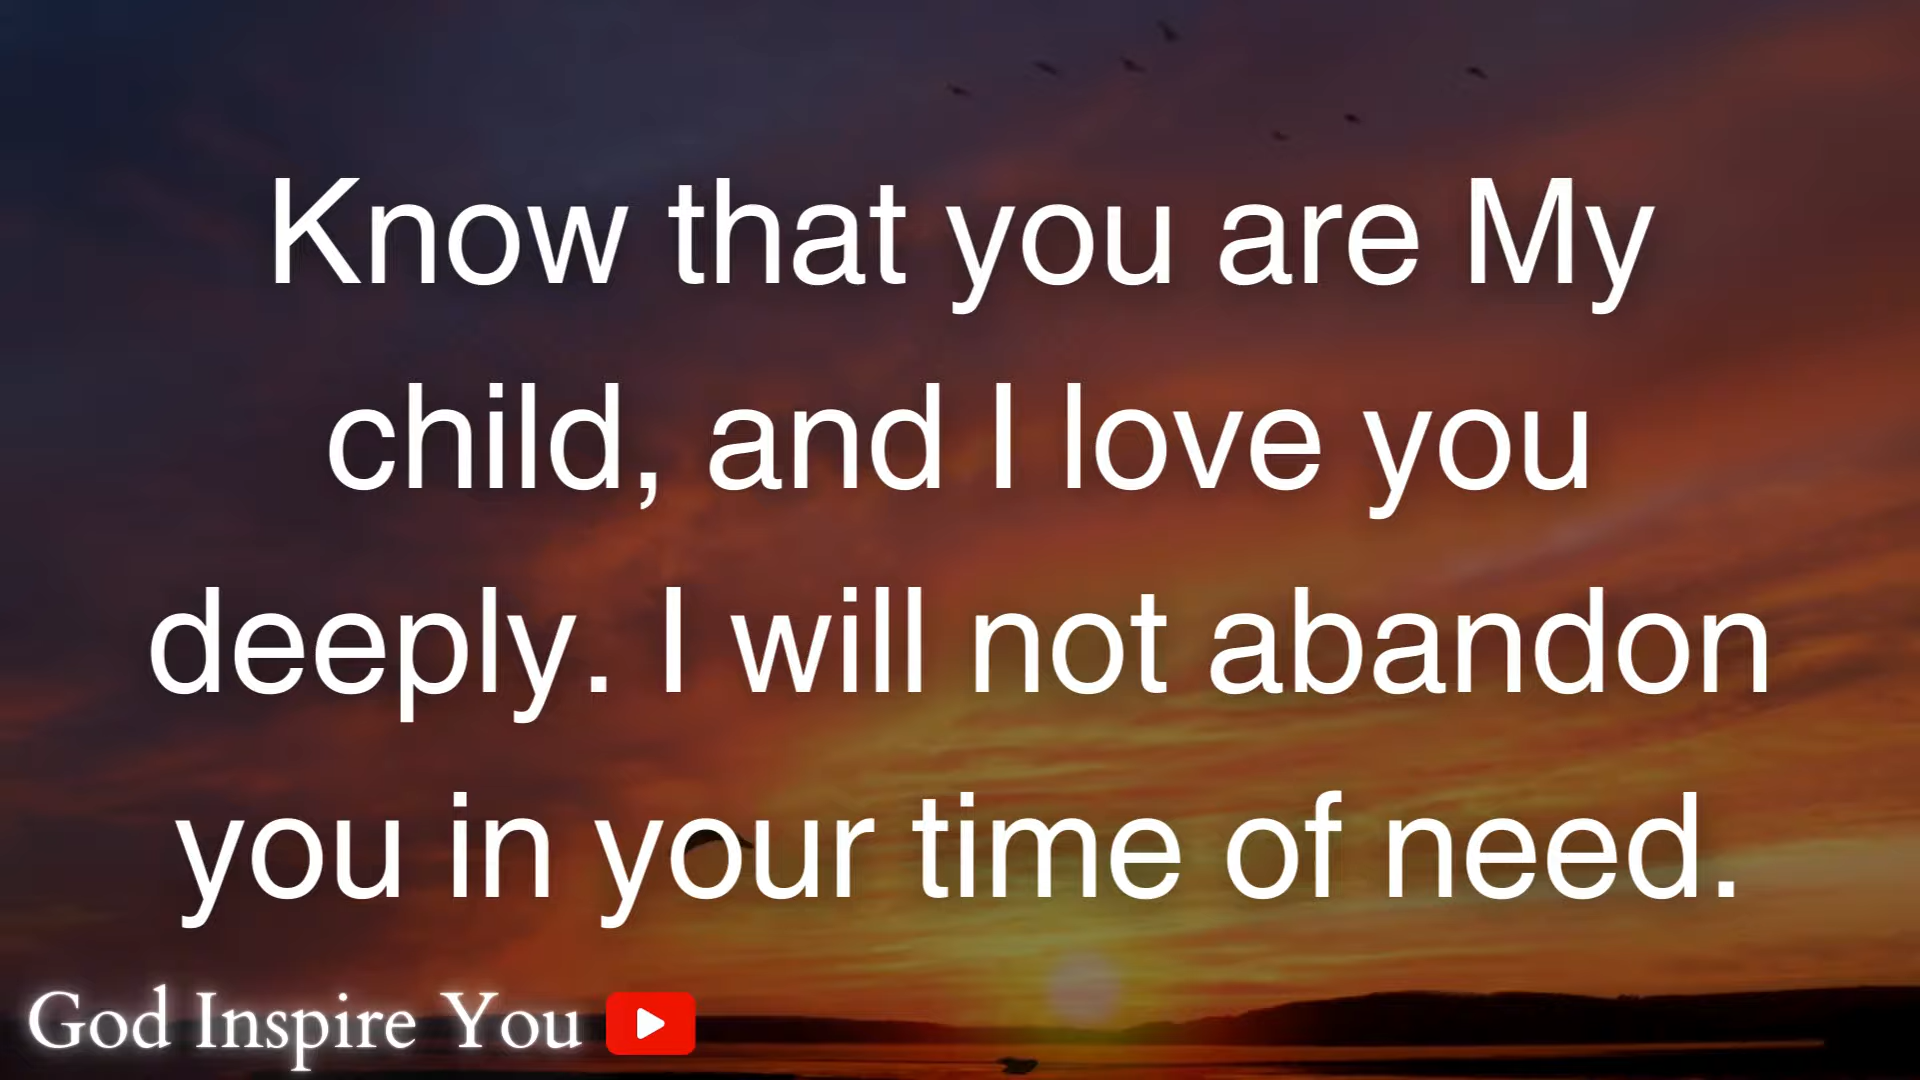 Know that you are My
child, and I love you
deeply. I will not abandon
you in your time of need.
God Inspire You